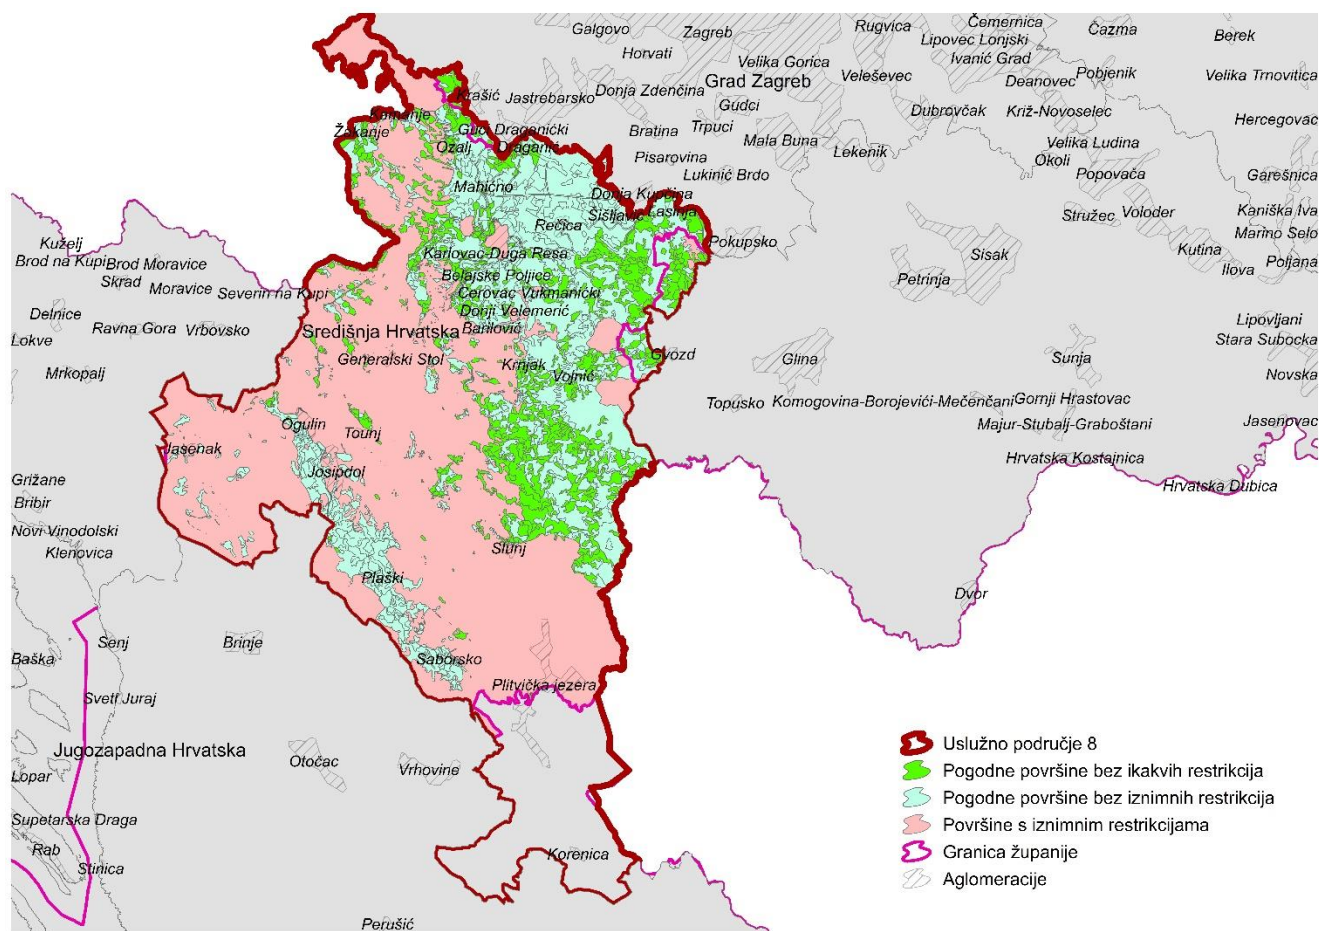 Galgovo
Zagreb
Rugvica
Čemernica
Čazma
Berek
Lipovec Lonjski
Horvati
Ivanić Grad
Velika Gorica
Veleševec
Pobjenik
Velika Trnovitica
Grad Zagreb
Deanovec
Krašić
Jastrebarsko
Donja Zdenčina
Gudci
Dubrovčak
Križ-Novoselec
Kamanje
Hercegovac
Žakanje
Guci Draganićki
Bratina
Trpuci
Mala Buna
Velika Ludina
Ozalj
Draganić
Pisarovina
Lekenik
Okoli
Mahično
Lukinić Brdo
Popovača
Garešnica
Donja Kupčina
Sišljavić
Lasinja
Rečica
Stružec
Voloder
Kaniška Iva
Kuželj
Pokupsko
Marino Selo
Brod na Kupi
Brod Moravice
Karlovac-Duga Resa
Sisak
Kutina
Poljana
Skrad
Moravice
Belajske Poljice
Petrinja
Ilova
Severin na Kupi
Cerovac Vukmanićki
Delnice
Donji Velemerić
Lipovljani
Ravna Gora
Vrbovsko
Središnja Hrvatska
Barilović
Stara Subocka
Lokve
Generalski Stol
Krnjak
Gvozd
Glina
Sunja
Mrkopalj
Vojnić
Novska
Topusko
Komogovina-Borojevići-Mečenčani
Gornji Hrastovac
Ogulin
Tounj
Majur-Stubalj-Graboštani
Jasenovac
Jasenak
Hrvatska Kostajnica
Josipdol
Grižane
Hrvatska Dubica
Bribir
Novi Vinodolski
Klenovica
Slunj
Plaški
Dvor
Senj
Brinje
Baška
Saborsko
Plitvička jezera
Sveti Juraj
Jugozapadna Hrvatska
Uslužno područje 8
Otočac
Vrhovine
Pogodne površine bez ikakvih restrikcija
Lopar
Pogodne površine bez iznimnih restrikcija
Supetarska Draga
Površine s iznimnim restrikcijama
Rab
Korenica
Granica županije
Stinica
Aglomeracije
Perušić